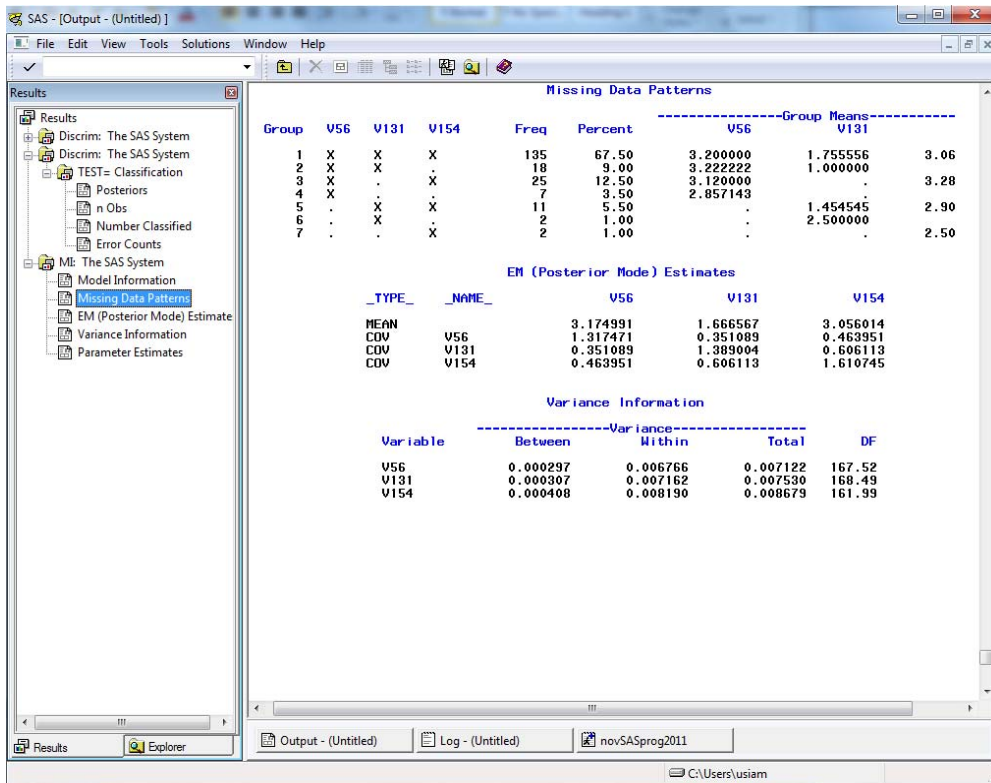 SAS - [Output - (Untitled) ]
File Edit View Tools Solutions Window Help
Results
Results
Discrim: The SAS System
Discrim: The SAS System
TEST= Classification
Posteriors
n Obs
Number Classified
Error Counts
MI: The SAS System
Model Information
Missing Data Patterns
EM (Posterior Mode) Estimate
Variance Information
Parameter Estimates
Missing Data Patterns
-----------------Group Means-----------
Group V56 V131 V154 Freq Percent V56 V131
1 X X X 135 67.50 3.200000 1.755556 3.06
2 X X . 18 9.00 3.222222 1.000000
3 X . X 25 12.50 3.120000 . 3.28
4 X . . 7 3.50 2.857143 .
5 . X X 11 5.50 . 1.454545 2.90
6 . X . 2 1.00 . 2.500000
7 . . X 2 1.00 . . 2.50
EM (Posterior Mode) Estimates
_TYPE_ _NAME_ V56 V131 V154
MEAN 3.174991 1.666567 3.056014
COV V56 1.317471 0.351089 0.463951
COV V131 0.351089 1.389004 0.606113
COV V154 0.463951 0.606113 1.610745
Variance Information
------------------Variance------------------
Variable Between Within Total DF
V56 0.000297 0.006766 0.007122 167.52
V131 0.000307 0.007162 0.007530 168.49
V154 0.000408 0.008190 0.008679 161.99
Results Explorer
Output - (Untitled) Log - (Untitled) novSASprog2011
C:\Users\usiam